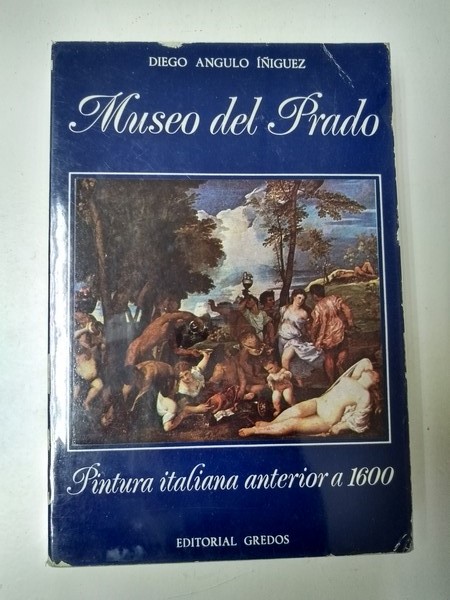 DIEGO ANGULO ÍÑIGUEZ
Museo del Prado
Pintura italiana anterior a 1600
EDITORIAL GREDOS